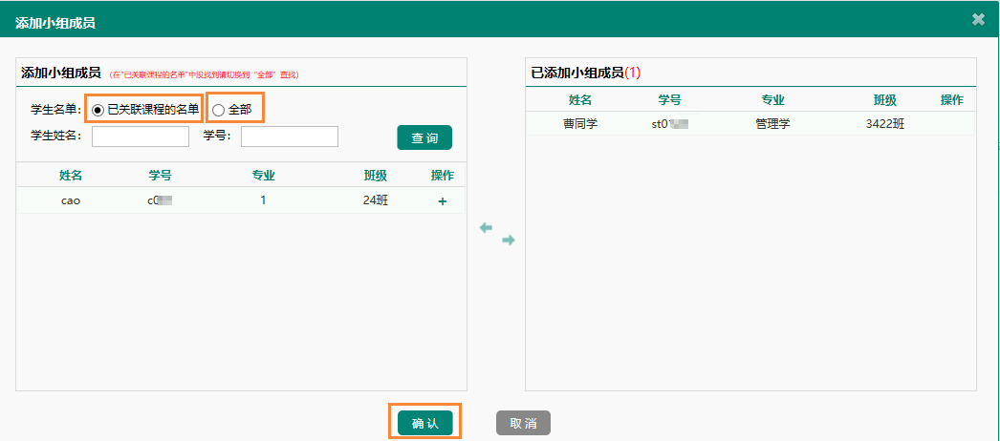 添加小组成员
添加小组成员 （在“已关联课程的名单”中没找到请切换到“全部”查找）
学生名单： 已关联课程的名单 全部
学生姓名： 学号： 查 询
姓名 学号 专业 班级 操作
cao 1 24班 +
已添加小组成员(1)
姓名 学号 专业 班级 操作
曹同学 管理学 3422班
确 认 取 消